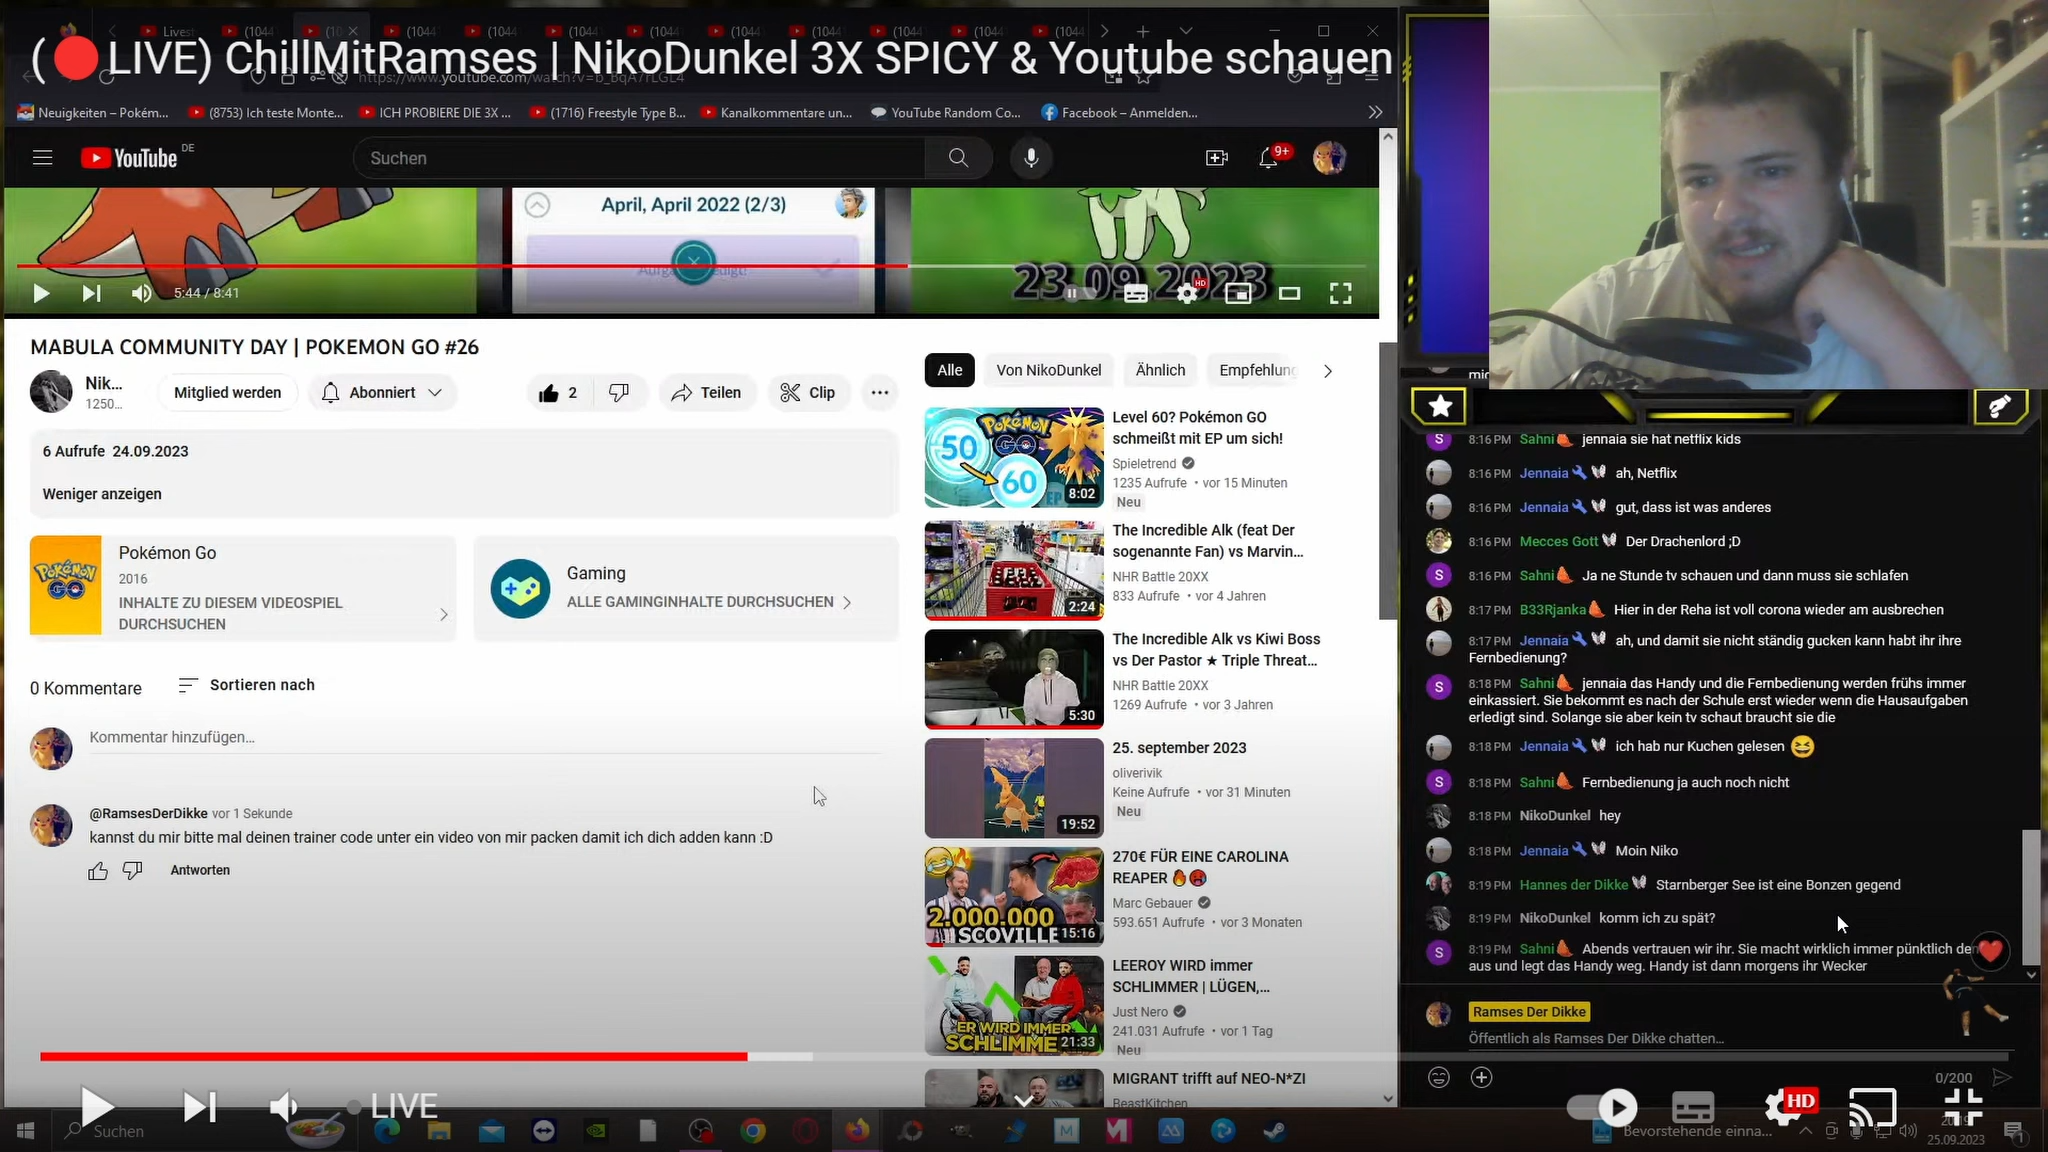 (🔴LIVE) ChillMitRamses | NikoDunkel 3X SPICY & Youtube schauen
Neuigkeiten – Pokém...
(8753) Ich teste Monte...
ICH PROBIERE DIE 3X ...
(1716) Freestyle Type B...
Kanalkommentare un...
YouTube Random Co...
Facebook – Anmelden...
YouTube DE
Suchen
9+
April, April 2022 (2/3)
23.09.2023
5:44 / 8:41
HD
MABULA COMMUNITY DAY | POKEMON GO #26
Nik...
1250...
Mitglied werden
Abonniert
2
Teilen
Clip
6 Aufrufe 24.09.2023
Weniger anzeigen
POKÉMON GO
Pokémon Go
2016
INHALTE ZU DIESEM VIDEOSPIEL
DURCHSUCHEN
Gaming
ALLE GAMINGINHALTE DURCHSUCHEN
0 Kommentare
Sortieren nach
Kommentar hinzufügen...
@RamsesDerDikke vor 1 Sekunde
kannst du mir bitte mal deinen trainer code unter ein video von mir packen damit ich dich adden kann :D
Antworten
Alle
Von NikoDunkel
Ähnlich
Empfehlung
POKÉMON GO
50
60
EP
8:02
Level 60? Pokémon GO
schmeißt mit EP um sich!
Spieletrend
1235 Aufrufe • vor 15 Minuten
Neu
2:24
The Incredible Alk (feat Der
sogenannte Fan) vs Marvin...
NHR Battle 20XX
833 Aufrufe • vor 4 Jahren
5:30
The Incredible Alk vs Kiwi Boss
vs Der Pastor ★ Triple Threat...
NHR Battle 20XX
1269 Aufrufe • vor 3 Jahren
19:52
25. september 2023
oliverivik
Keine Aufrufe • vor 31 Minuten
Neu
2.000.000
SCOVILLE
15:16
270€ FÜR EINE CAROLINA
REAPER 🔥🥵
Marc Gebauer
593.651 Aufrufe • vor 3 Monaten
ER WIRD IMMER
SCHLIMME
21:33
LEEROY WIRD immer
SCHLIMMER | LÜGEN,...
Just Nero
241.031 Aufrufe • vor 1 Tag
Neu
MIGRANT trifft auf NEO-N*ZI
BeastKitchen
8:16 PM Sahni jennaia sie hat netflix kids
8:16 PM Jennaia ah, Netflix
8:16 PM Jennaia gut, dass ist was anderes
8:16 PM Mecces Gott Der Drachenlord ;D
8:16 PM Sahni Ja ne Stunde tv schauen und dann muss sie schlafen
8:17 PM B33Rjanka Hier in der Reha ist voll corona wieder am ausbrechen
8:17 PM Jennaia ah, und damit sie nicht ständig gucken kann habt ihr ihre
Fernbedienung?
8:18 PM Sahni jennaia das Handy und die Fernbedienung werden frühs immer
einkassiert. Sie bekommt es nach der Schule erst wieder wenn die Hausaufgaben
erledigt sind. Solange sie aber kein tv schaut braucht sie die
8:18 PM Jennaia ich hab nur Kuchen gelesen 😆
8:18 PM Sahni Fernbedienung ja auch noch nicht
8:18 PM NikoDunkel hey
8:18 PM Jennaia Moin Niko
8:19 PM Hannes der Dikke Starnberger See ist eine Bonzen gegend
8:19 PM NikoDunkel komm ich zu spät?
8:19 PM Sahni Abends vertrauen wir ihr. Sie macht wirklich immer pünktlich den
aus und legt das Handy weg. Handy ist dann morgens ihr Wecker
Ramses Der Dikke
Öffentlich als Ramses Der Dikke chatten...
0/200
LIVE
HD
Suchen
Bevorstehende einna...
25.09.2023